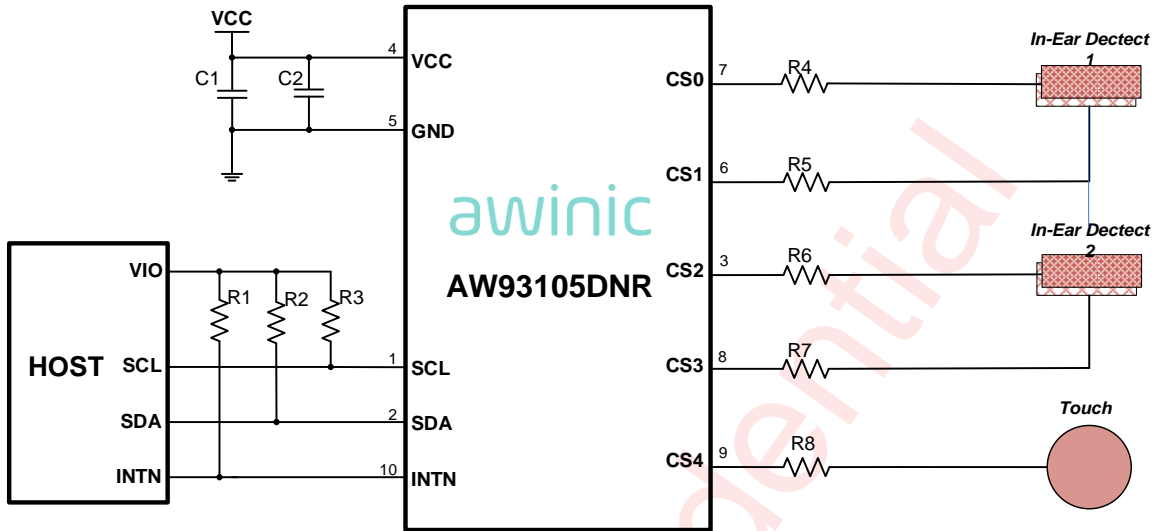 VCC
C1
C2
4
VCC
5
GND
awinic
AW93105DNR
HOST
VIO
SCL
SDA
INTN
R1
R2
R3
1
SCL
2
SDA
10
INTN
CS0
7
R4
In-Ear Dectect
1
CS1
6
R5
CS2
3
R6
In-Ear Dectect
2
CS3
8
R7
CS4
9
R8
Touch
dential